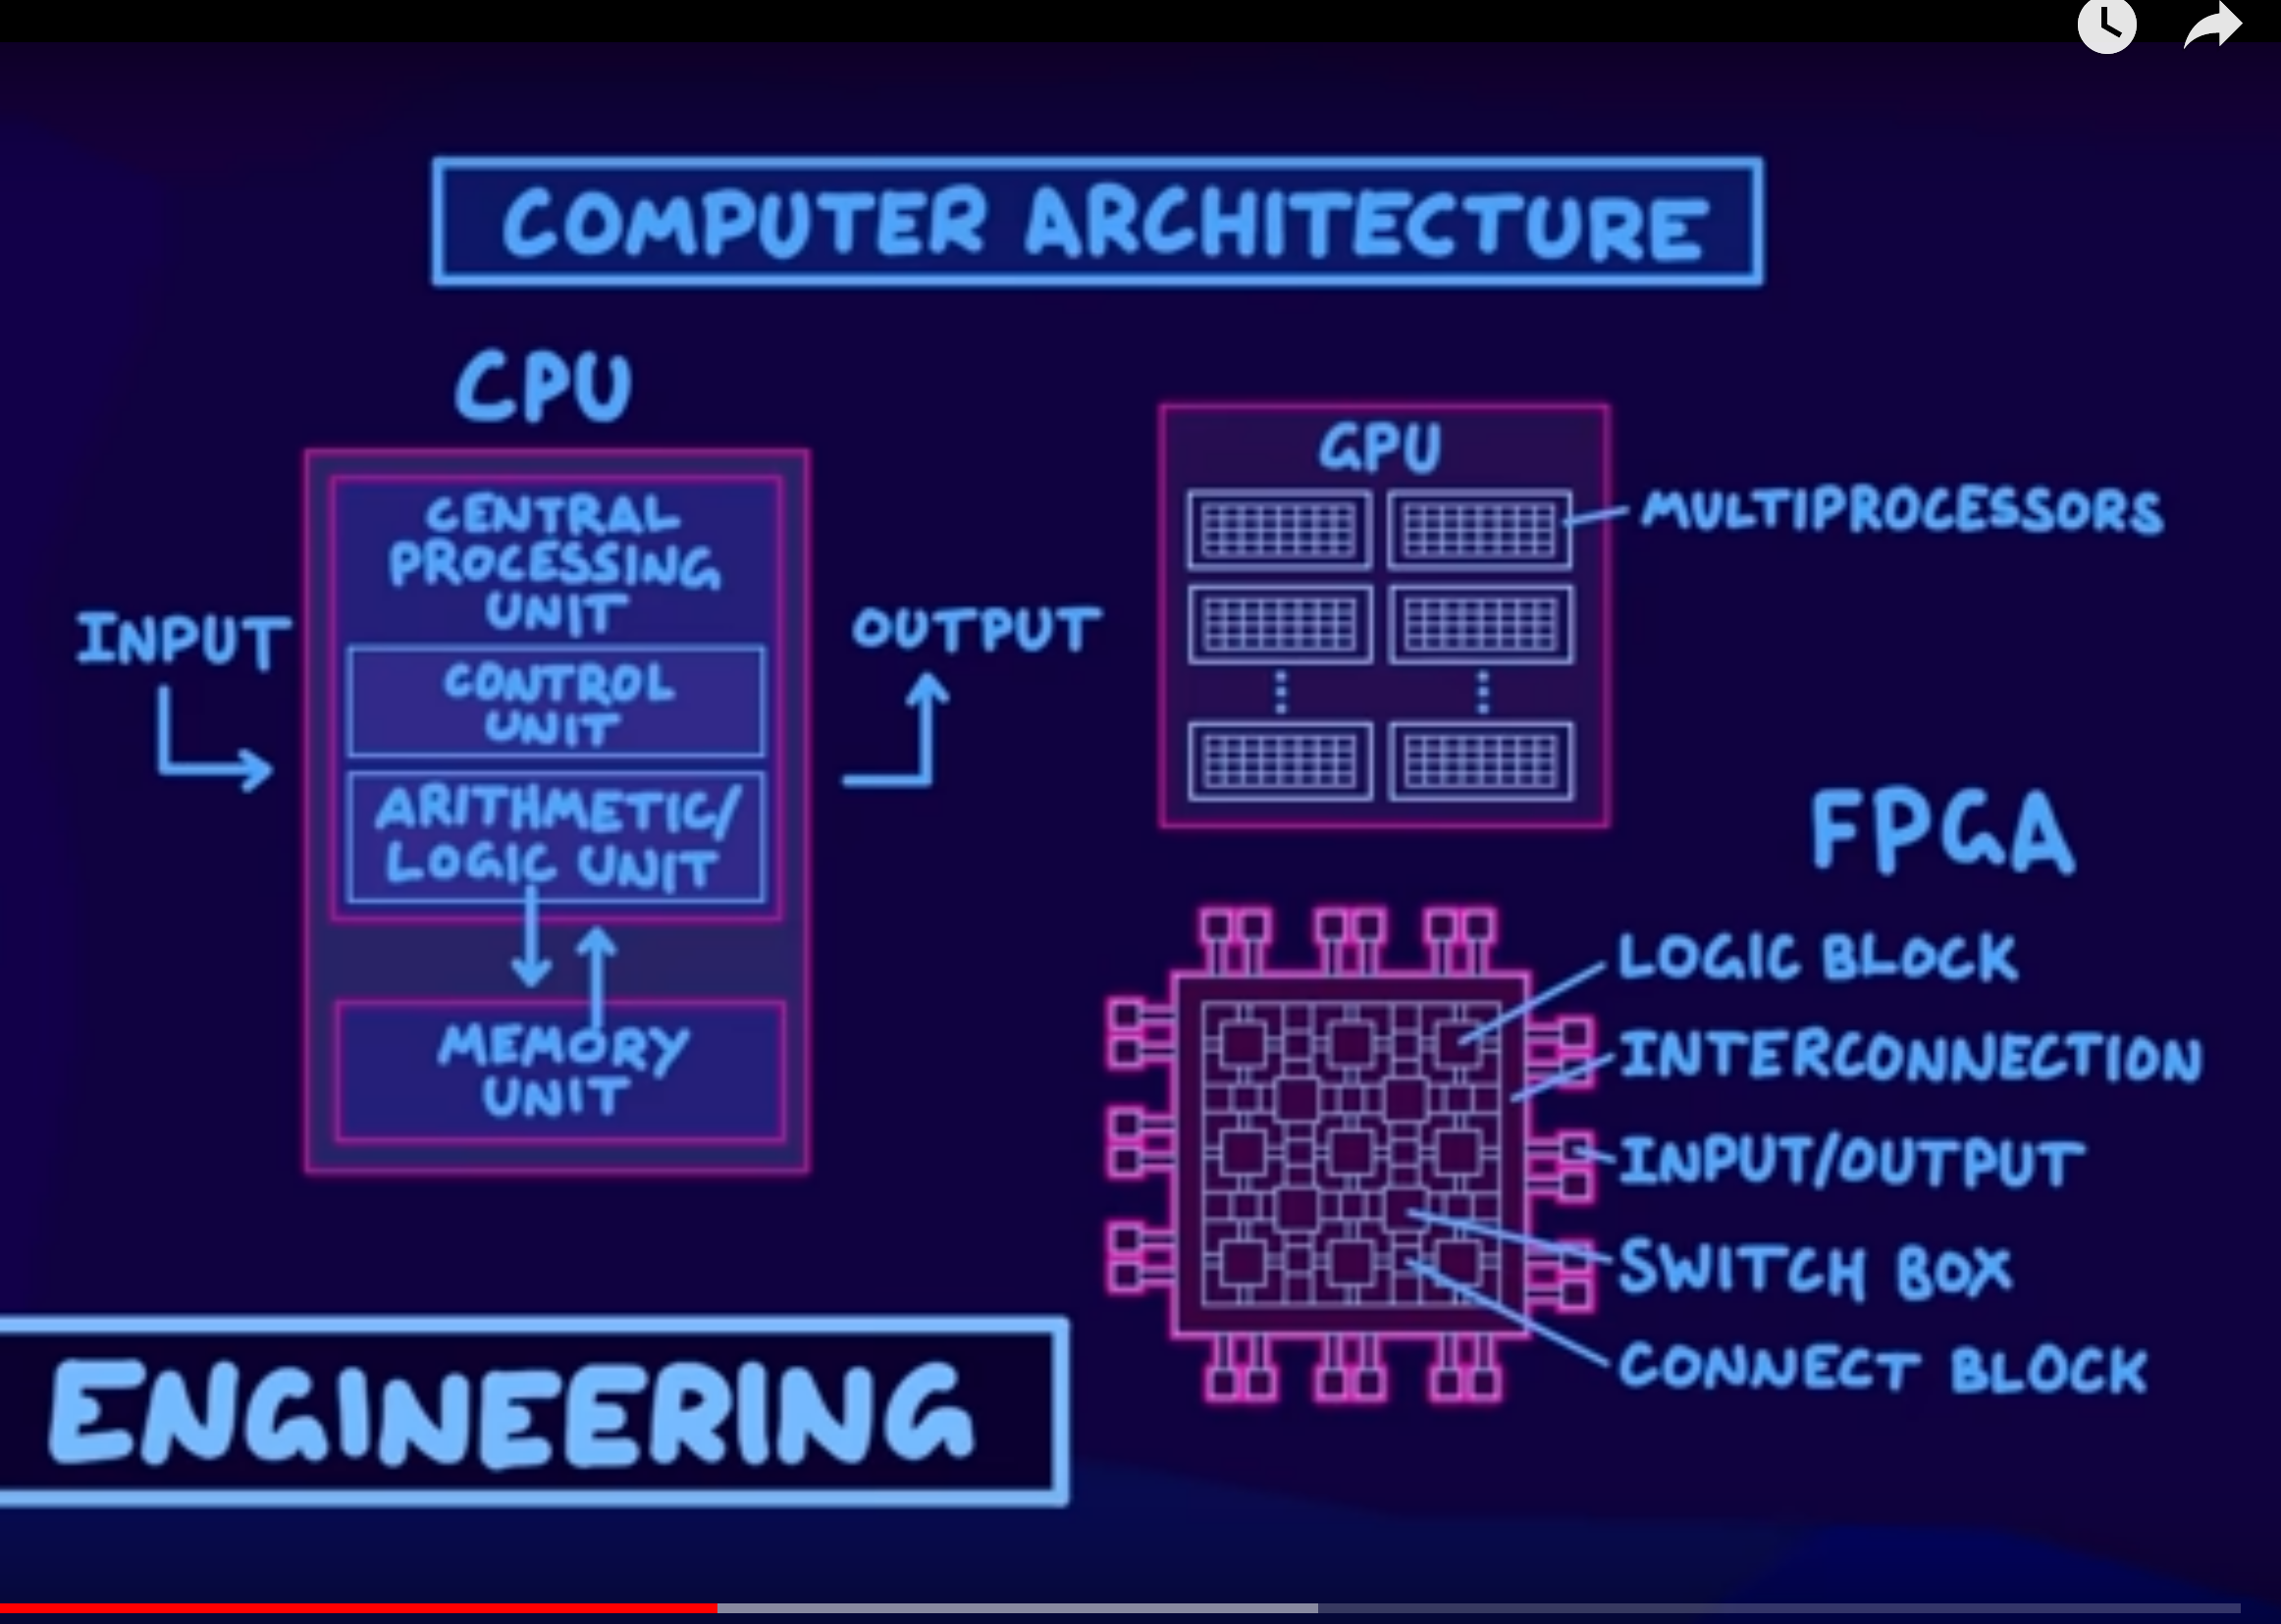 COMPUTER ARCHITECTURE
CPU
CENTRAL
PROCESSING
UNIT
CONTROL
UNIT
ARITHMETIC/
LOGIC UNIT
MEMORY
UNIT
INPUT
OUTPUT
GPU
MULTIPROCESSORS
FPGA
LOGIC BLOCK
INTERCONNECTION
INPUT/OUTPUT
SWITCH BOX
CONNECT BLOCK
ENGINEERING